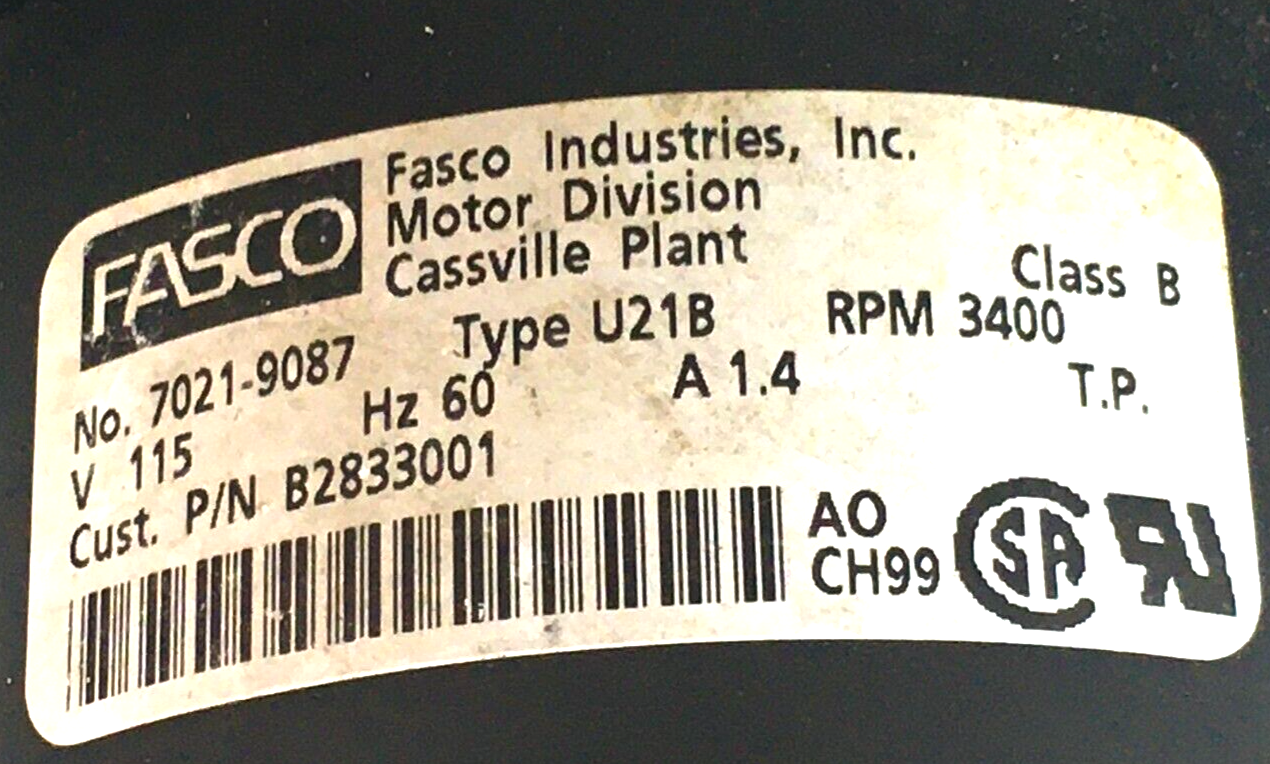 FASCO
Fasco Industries, Inc.
Motor Division
Cassville Plant
Class B
No. 7021-9087 Type U21B RPM 3400
V 115 Hz 60 A 1.4 T.P.
Cust. P/N B2833001
AO
CH99
SA
RU